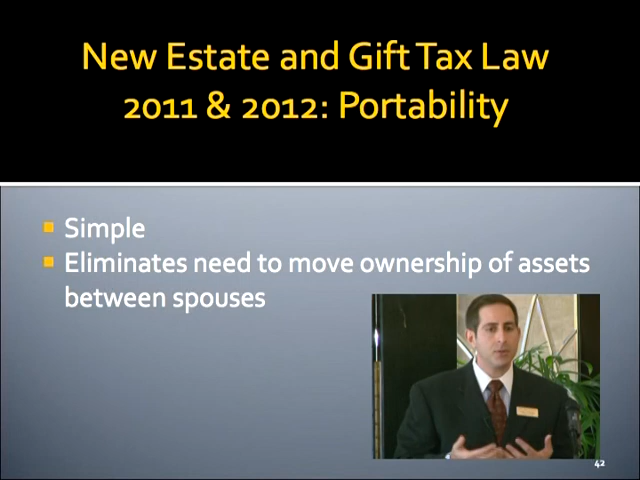 New Estate and Gift Tax Law
2011 & 2012: Portability
Simple
Eliminates need to move ownership of assets
between spouses
42